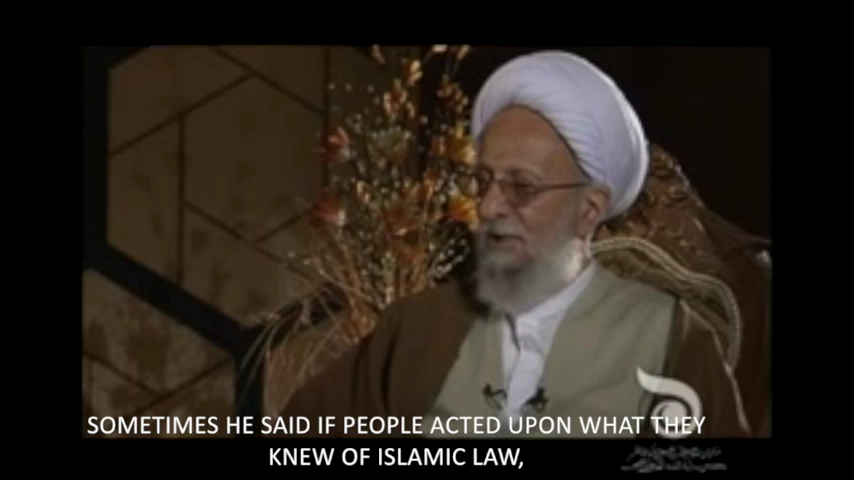 SOMETIMES HE SAID IF PEOPLE ACTED UPON WHAT THEY
KNEW OF ISLAMIC LAW,